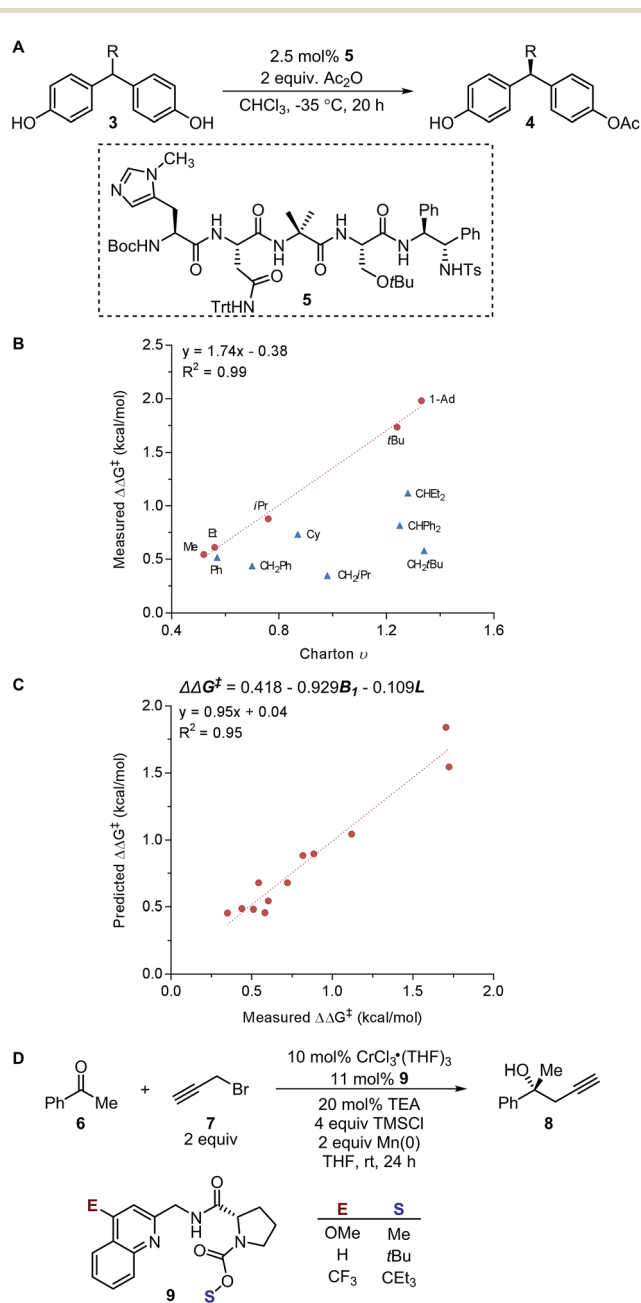 A
R
HO
3
OH
2.5 mol% 5
2 equiv. Ac2O
CHCl3, -35 °C, 20 h
R
HO
4
OAc
N
N
CH3
BocHN
O
H
N
O
N
H
O
H
N
O
O
H
N
Ph
Ph
NHTs
OtBu
O
TrtHN
5
B
y = 1.74x - 0.38
R2 = 0.99
Measured ΔΔG‡ (kcal/mol)
2.5
2.0
1.5
1.0
0.5
0.0
0.4
0.8
1.2
1.6
Charton υ
1-Ad
tBu
iPr
Et
Me
Ph
CH2Ph
Cy
CH2iPr
CHEt2
CHPh2
CH2tBu
C
ΔΔG‡ = 0.418 - 0.929B1 - 0.109L
y = 0.95x + 0.04
R2 = 0.95
Predicted ΔΔG‡ (kcal/mol)
2.0
1.5
1.0
0.5
0.0
0.0
0.5
1.0
1.5
2.0
Measured ΔΔG‡ (kcal/mol)
D
O
Ph
Me
6
+
Br
7
2 equiv
10 mol% CrCl3•(THF)3
11 mol% 9
20 mol% TEA
4 equiv TMSCl
2 equiv Mn(0)
THF, rt, 24 h
HO
Me
Ph
8
E
N
N
H
O
N
O
O
S
9
E S
OMe Me
H tBu
CF3 CEt3